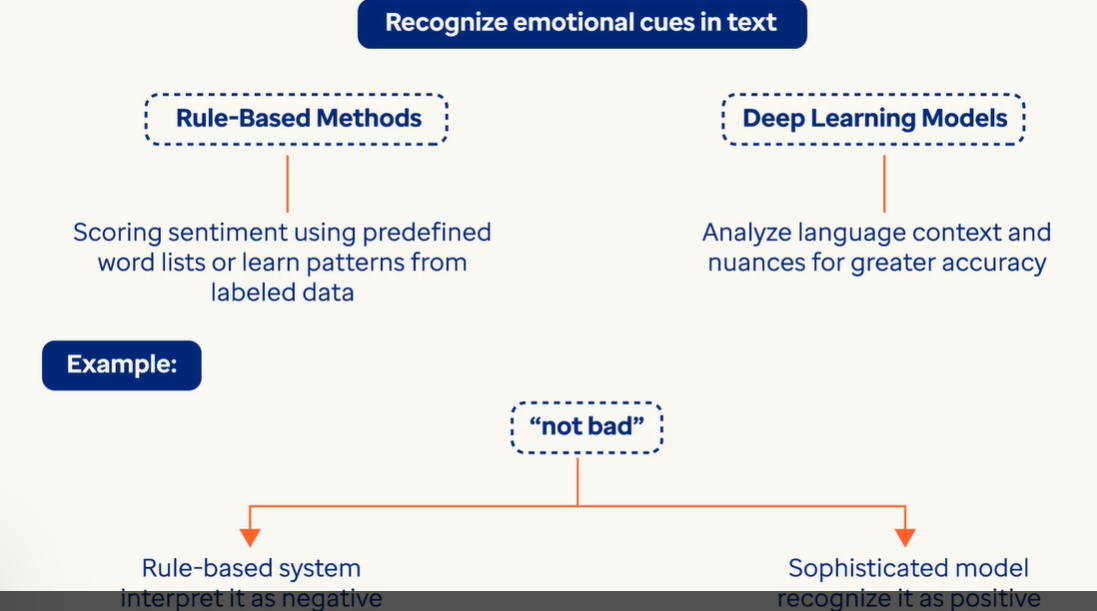 Recognize emotional cues in text
Rule-Based Methods
Deep Learning Models
Scoring sentiment using predefined
word lists or learn patterns from
labeled data
Analyze language context and
nuances for greater accuracy
Example:
“not bad”
Rule-based system
interpret it as negative
Sophisticated model
recognize it as positive